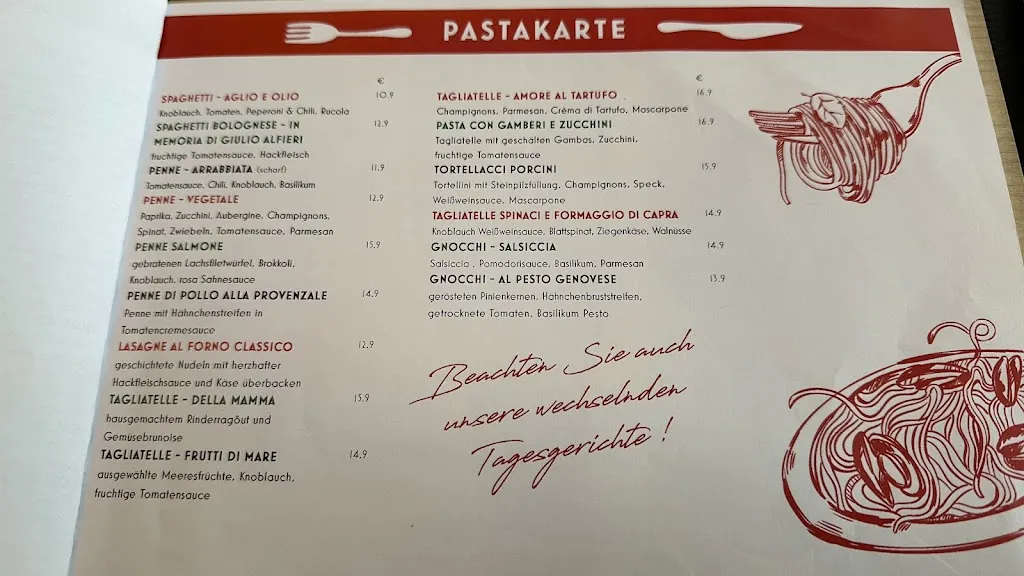 PASTAKARTE
€
SPAGHETTI - AGLIO E OLIO 10.9
Knoblauch, Tomaten, Peperoni & Chili, Rucola
SPAGHETTI BOLOGNESE - IN 12.9
MEMORIA DI GIULIO ALFIERI
fruchtige Tomatensauce, Hackfleisch
PENNE - ARRABBIATA (scharf) 11.9
Tomatensauce, Chili, Knoblauch, Basilikum
PENNE - VEGETALE 12.9
Paprika, Zucchini, Aubergine, Champignons,
Spinat, Zwiebeln, Tomatensauce, Parmesan
PENNE SALMONE 15.9
gebratenen Lachsfiletwürfel, Brokkoli,
Knoblauch, rosa Sahnesauce
PENNE DI POLLO ALLA PROVENZALE 14.9
Penne mit Hähnchenstreifen in
Tomatencremesauce
LASAGNE AL FORNO CLASSICO 12.9
geschichtete Nudeln mit herzhafter
Hackfleischsauce und Käse überbacken
TAGLIATELLE - DELLA MAMMA 15.9
hausgemachtem Rinderragôut und
Gemüsebrunoise
TAGLIATELLE - FRUTTI DI MARE 14.9
ausgewählte Meeresfrüchte, Knoblauch,
fruchtige Tomatensauce
€
TAGLIATELLE - AMORE AL TARTUFO 16.9
Champignons, Parmesan, Crèma di Tartufo, Mascarpone
PASTA CON GAMBERI E ZUCCHINI 16.9
Tagliatelle mit geschälten Gambas, Zucchini,
fruchtige Tomatensauce
TORTELLACCI PORCINI 15.9
Tortellini mit Steinpilzfüllung, Champignons, Speck,
Weißweinsauce, Mascarpone
TAGLIATELLE SPINACI E FORMAGGIO DI CAPRA 14.9
Knoblauch Weißweinsauce, Blattspinat, Ziegenkäse, Walnüsse
GNOCCHI - SALSICCIA 14.9
Salsiccia , Pomodorisauce, Basilikum, Parmesan
GNOCCHI - AL PESTO GENOVESE 13.9
gerösteten Pinienkernen, Hähnchenbruststreifen,
getrocknete Tomaten, Basilikum Pesto
Beachten Sie auch
unsere wechselnden
Tagesgerichte !